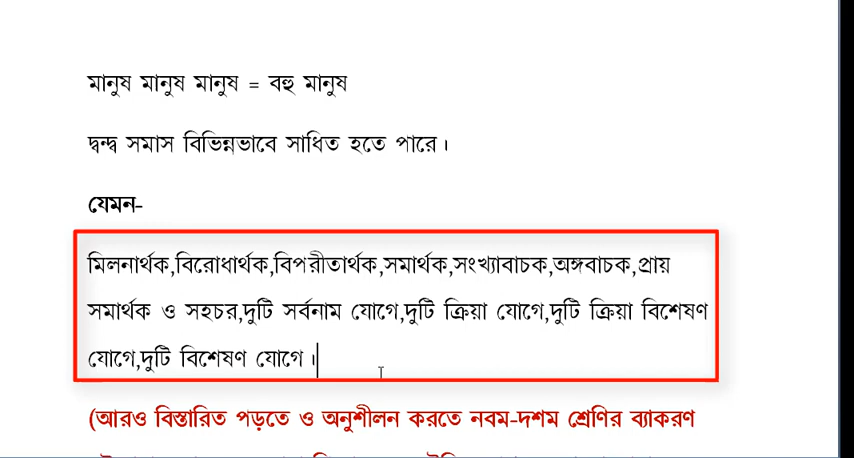 মানুষ মানুষ মানুষ = বহু মানুষ
দ্বন্দ্ব সমাস বিভিন্নভাবে সাধিত হতে পারে।
যেমন-
মিলনার্থক,বিরোধার্থক,বিপরীতার্থক,সমার্থক,সংখ্যাবাচক,অঙ্গবাচক,প্রায়
সমার্থক ও সহচর,দুটি সর্বনাম যোগে,দুটি ক্রিয়া যোগে,দুটি ক্রিয়া বিশেষণ
যোগে,দুটি বিশেষণ যোগে।
(আরও বিস্তারিত পড়তে ও অনুশীলন করতে নবম-দশম শ্রেণির ব্যাকরণ